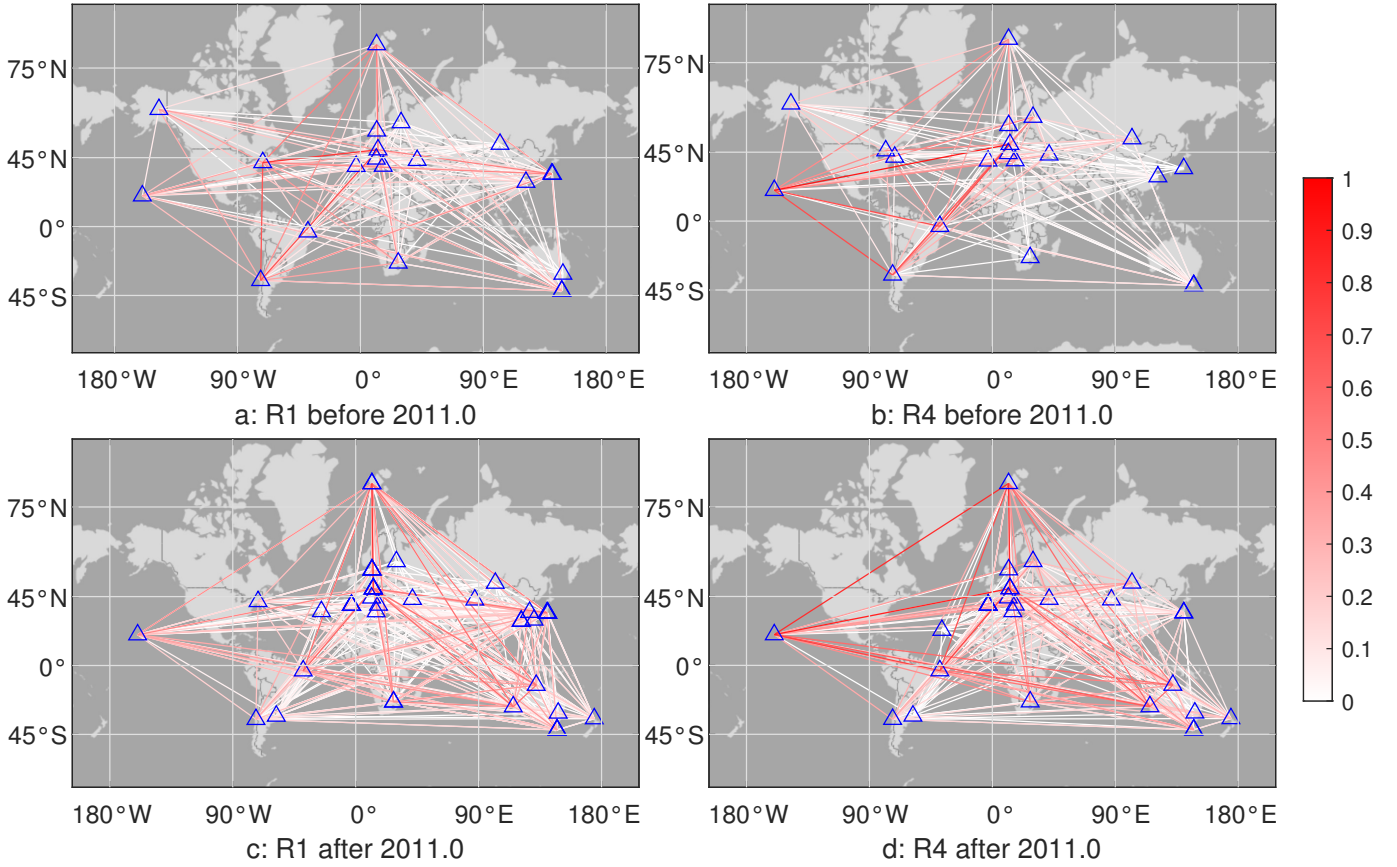 75°N
45°N
0°
45°S
180°W 90°W 0° 90°E 180°E
a: R1 before 2011.0
75°N
45°N
0°
45°S
180°W 90°W 0° 90°E 180°E
b: R4 before 2011.0
75°N
45°N
0°
45°S
180°W 90°W 0° 90°E 180°E
c: R1 after 2011.0
75°N
45°N
0°
45°S
180°W 90°W 0° 90°E 180°E
d: R4 after 2011.0
1
0.9
0.8
0.7
0.6
0.5
0.4
0.3
0.2
0.1
0